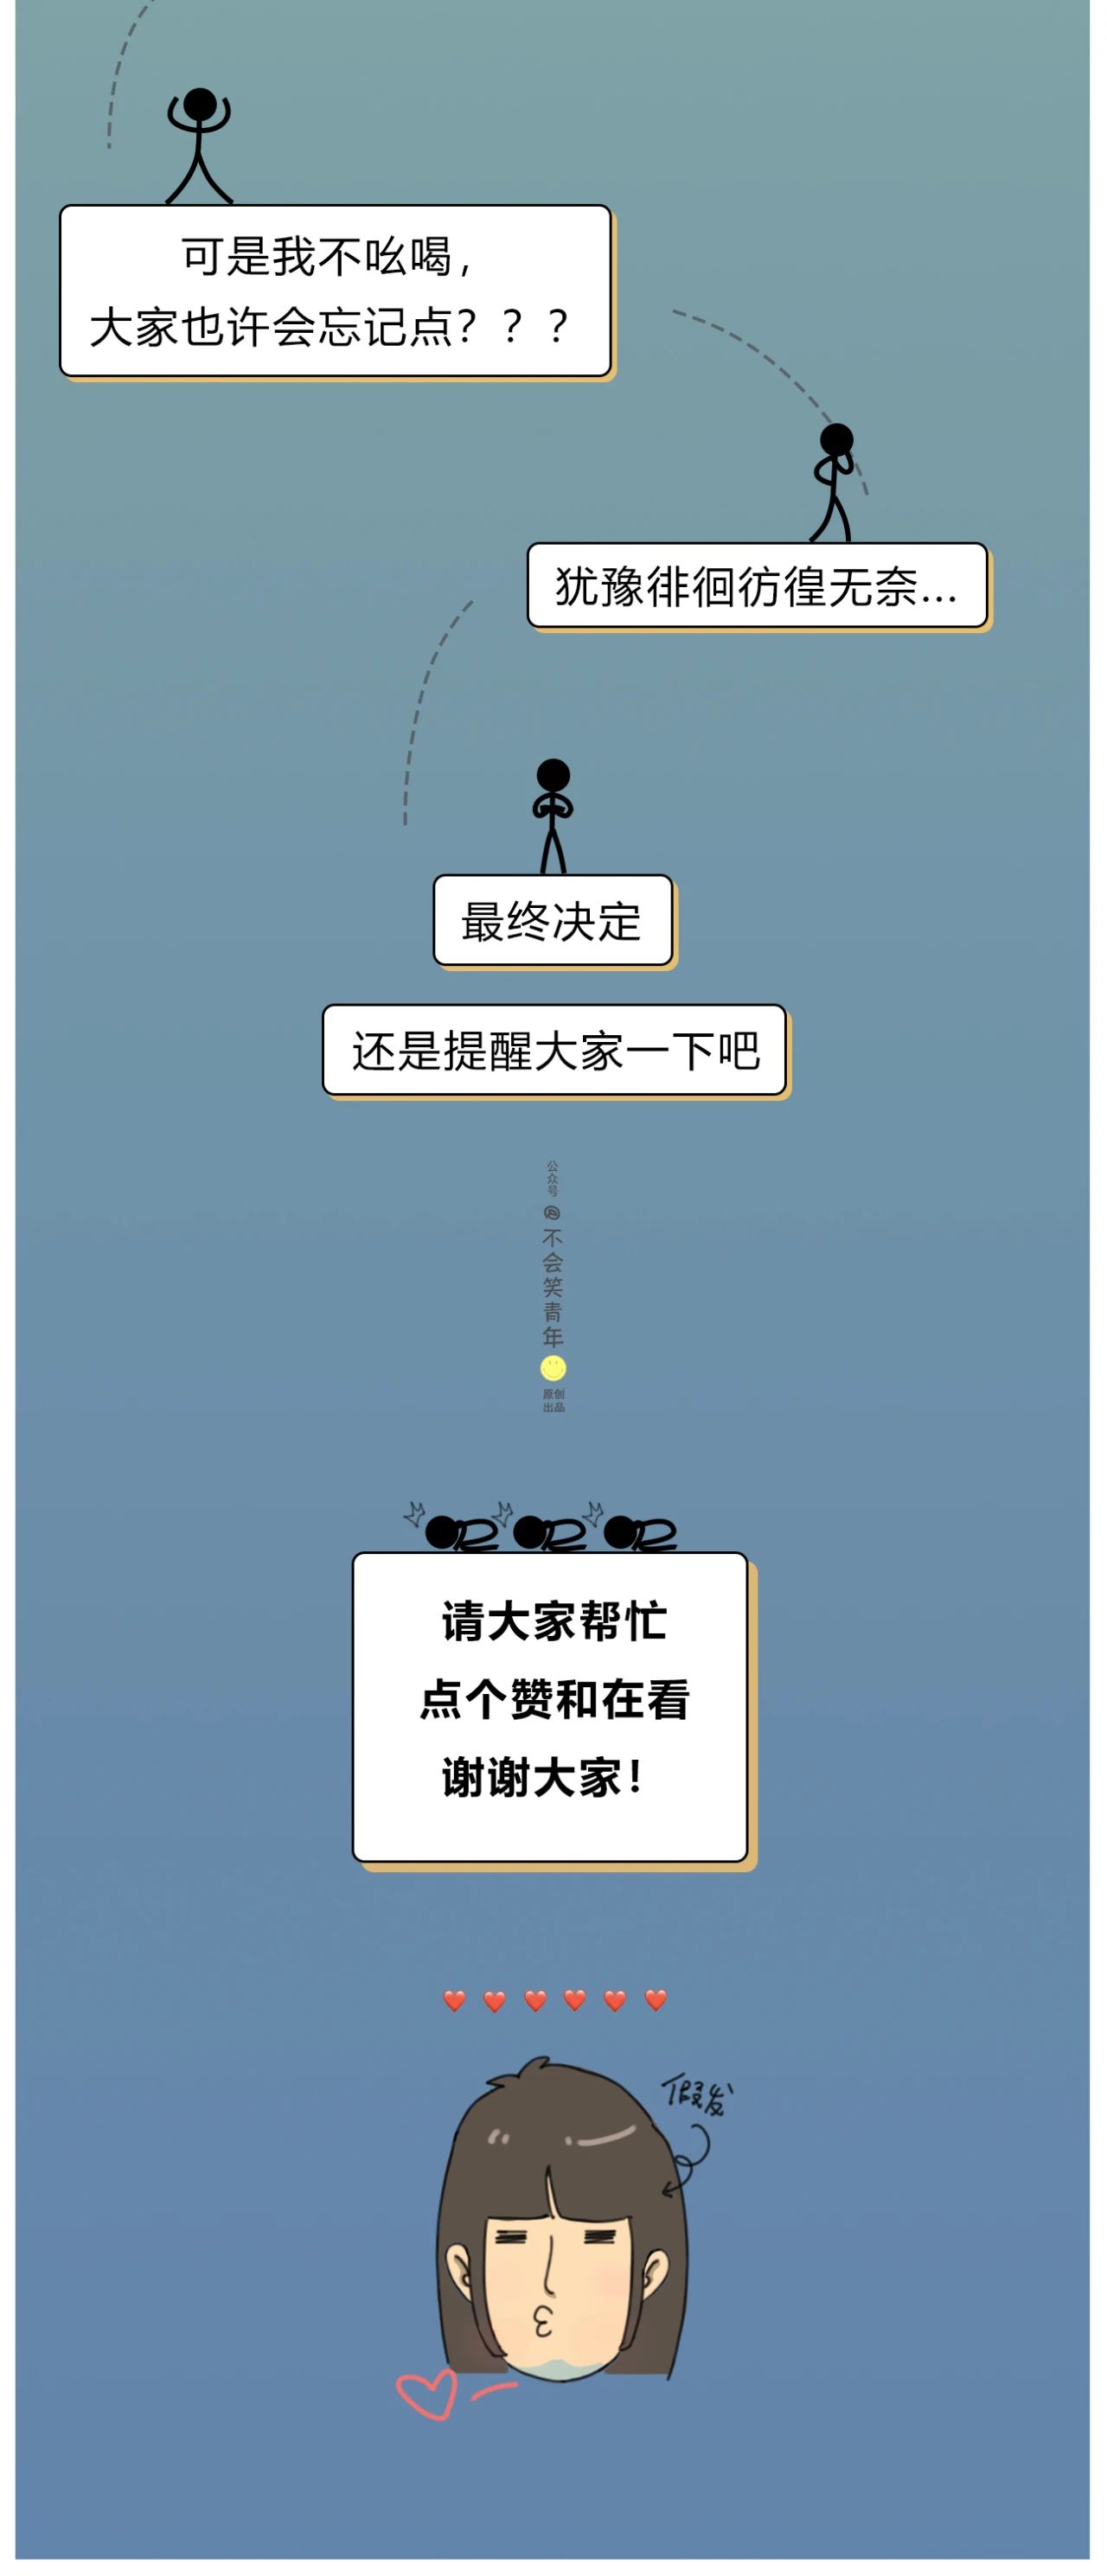 可是我不吆喝，
大家也许会忘记点？？？
犹豫徘徊彷徨无奈...
最终决定
还是提醒大家一下吧
公众号
@不会笑青年
原创
出品
请大家帮忙
点个赞和在看
谢谢大家！
假发